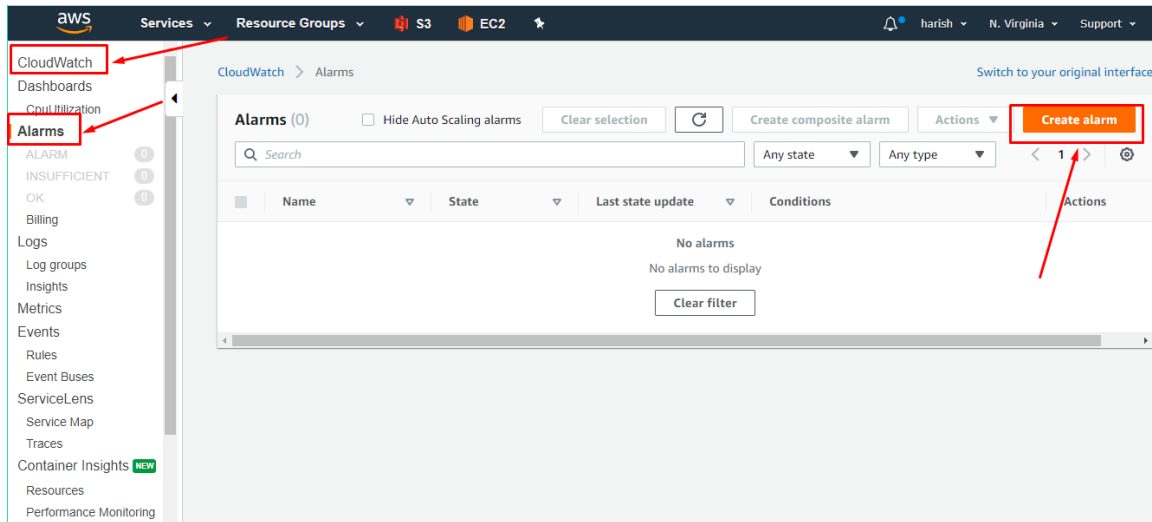 aws Services Resource Groups S3 EC2 harish N. Virginia Support
CloudWatch
Dashboards
CpuUtilization
Alarms
ALARM 0
INSUFFICIENT 0
OK 0
Billing
Logs
Log groups
Insights
Metrics
Events
Rules
Event Buses
ServiceLens
Service Map
Traces
Container Insights NEW
Resources
Performance Monitoring
CloudWatch > Alarms Switch to your original interface
Alarms (0) Hide Auto Scaling alarms Clear selection Create composite alarm Actions Create alarm
Search Any state Any type < 1 >
Name State Last state update Conditions Actions
No alarms
No alarms to display
Clear filter